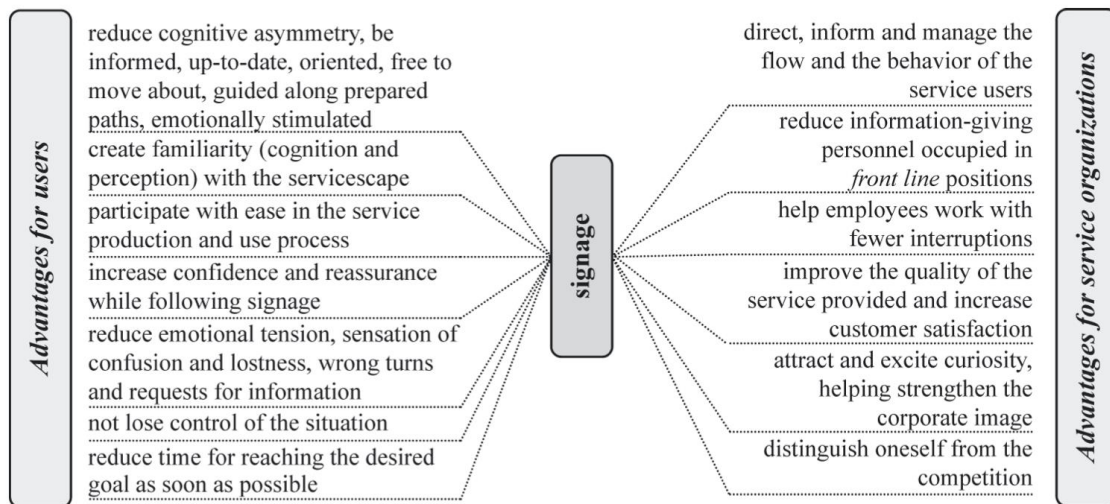 Advantages for users
reduce cognitive asymmetry, be
informed, up-to-date, oriented, free to
move about, guided along prepared
paths, emotionally stimulated
create familiarity (cognition and
perception) with the servicescape
participate with ease in the service
production and use process
increase confidence and reassurance
while following signage
reduce emotional tension, sensation of
confusion and lostness, wrong turns
and requests for information
not lose control of the situation
reduce time for reaching the desired
goal as soon as possible
signage
direct, inform and manage the
flow and the behavior of the
service users
reduce information-giving
personnel occupied in
front line positions
help employees work with
fewer interruptions
improve the quality of the
service provided and increase
customer satisfaction
attract and excite curiosity,
helping strengthen the
corporate image
distinguish oneself from the
competition
Advantages for service organizations